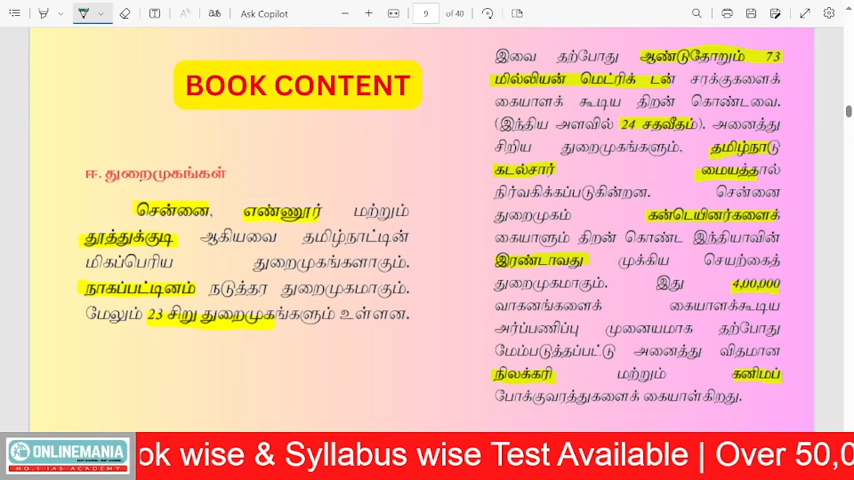 Ask Copilot
9 of 40
BOOK CONTENT
ஈ. துறைமுகங்கள்
சென்னை, எண்ணூர் மற்றும்
தூத்துக்குடி ஆகியவை தமிழ்நாட்டின்
மிகப்பெரிய துறைமுகங்களாகும்.
நாகப்பட்டினம் நடுத்தர துறைமுகமாகும்.
மேலும் 23 சிறு துறைமுகங்களும் உள்ளன.
இவை தற்போது ஆண்டுதோறும் 73
மில்லியன் மெட்ரிக் டன் சரக்குகளைக்
கையாளக் கூடிய திறன் கொண்டவை.
(இந்திய அளவில் 24 சதவீதம்). அனைத்து
சிறிய துறைமுகங்களும். தமிழ்நாடு
கடல்சார் மையத்தால்
நிர்வகிக்கப்படுகின்றன. சென்னை
துறைமுகம் கன்டெயினர்களைக்
கையாளும் திறன் கொண்ட இந்தியாவின்
இரண்டாவது முக்கிய செயற்கைத்
துறைமுகமாகும். இது 4,00,000
வாகனங்களைக் கையாளக்கூடிய
அர்ப்பணிப்பு முனையமாக தற்போது
மேம்படுத்தப்பட்டு அனைத்து விதமான
நிலக்கரி மற்றும் கனிமப்
போக்குவரத்துகளைக் கையாள்கிறது.
ONLINEMANIA
NO.1 IAS ACADEMY
ok wise & Syllabus wise Test Available | Over 50,0